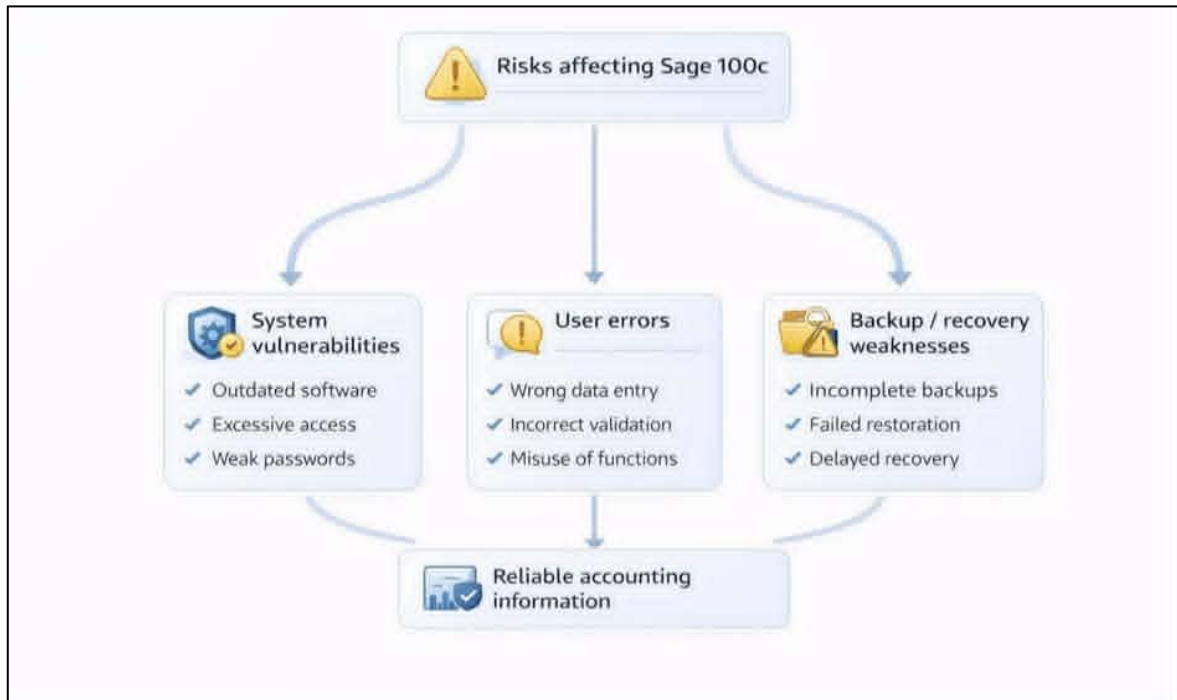 Risks affecting Sage 100c
System
vulnerabilities
Outdated software
Excessive access
Weak passwords
User errors
Wrong data entry
Incorrect validation
Misuse of functions
Backup / recovery
weaknesses
Incomplete backups
Failed restoration
Delayed recovery
Reliable accounting
information